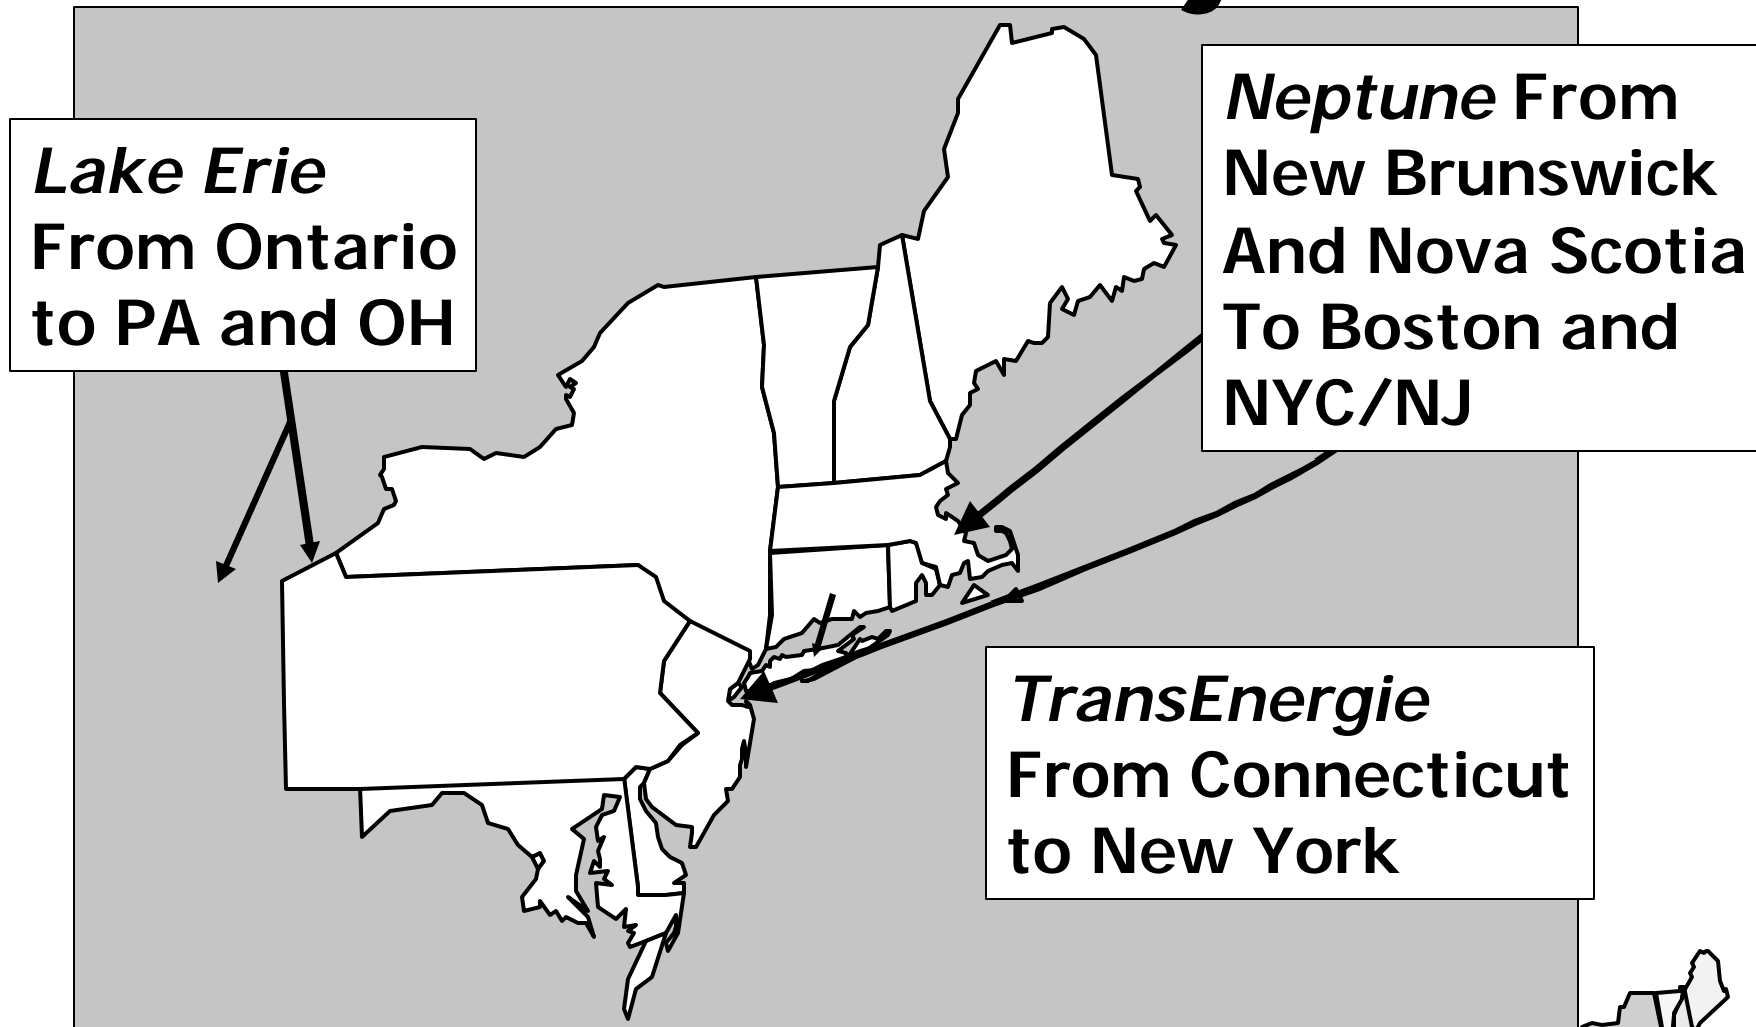 Lake Erie
From Ontario
to PA and OH
Neptune From
New Brunswick
And Nova Scotia
To Boston and
NYC/NJ
TransEnergie
From Connecticut
to New York